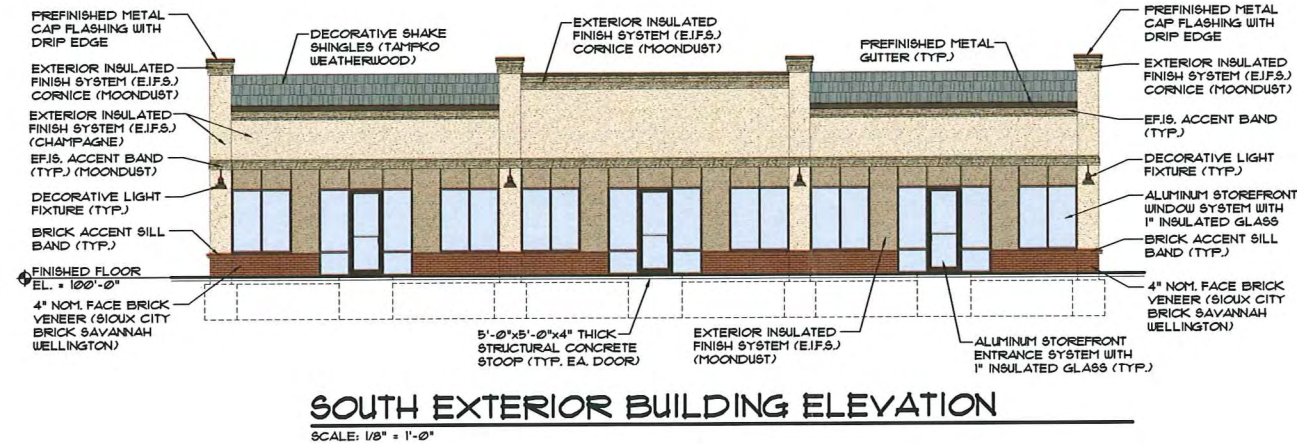 PREFINISHED METAL
CAP FLASHING WITH
DRIP EDGE
EXTERIOR INSULATED
FINISH SYSTEM (E.I.F.S.)
CORNICE (MOONDUST)
EXTERIOR INSULATED
FINISH SYSTEM (E.I.F.S.)
(CHAMPAGNE)
E.F.I.S. ACCENT BAND
(TYP.) (MOONDUST)
DECORATIVE LIGHT
FIXTURE (TYP.)
BRICK ACCENT SILL
BAND (TYP.)
FINISHED FLOOR
EL. = 100'-0"
4" NOM. FACE BRICK
VENEER (SIOUX CITY
BRICK SAVANNAH
WELLINGTON)
DECORATIVE SHAKE
SHINGLES (TAMPKO
WEATHERWOOD)
EXTERIOR INSULATED
FINISH SYSTEM (E.I.F.S.)
CORNICE (MOONDUST)
PREFINISHED METAL
GUTTER (TYP.)
PREFINISHED METAL
CAP FLASHING WITH
DRIP EDGE
EXTERIOR INSULATED
FINISH SYSTEM (E.I.F.S.)
CORNICE (MOONDUST)
E.F.I.S. ACCENT BAND
(TYP.)
DECORATIVE LIGHT
FIXTURE (TYP.)
ALUMINUM STOREFRONT
WINDOW SYSTEM WITH
1" INSULATED GLASS
BRICK ACCENT SILL
BAND (TYP.)
4" NOM. FACE BRICK
VENEER (SIOUX CITY
BRICK SAVANNAH
WELLINGTON)
5'-0"x5'-0"x4" THICK
STRUCTURAL CONCRETE
STOOP (TYP. EA. DOOR)
EXTERIOR INSULATED
FINISH SYSTEM (E.I.F.S.)
(MOONDUST)
ALUMINUM STOREFRONT
ENTRANCE SYSTEM WITH
1" INSULATED GLASS (TYP.)
SOUTH EXTERIOR BUILDING ELEVATION
SCALE: 1/8" = 1'-0"